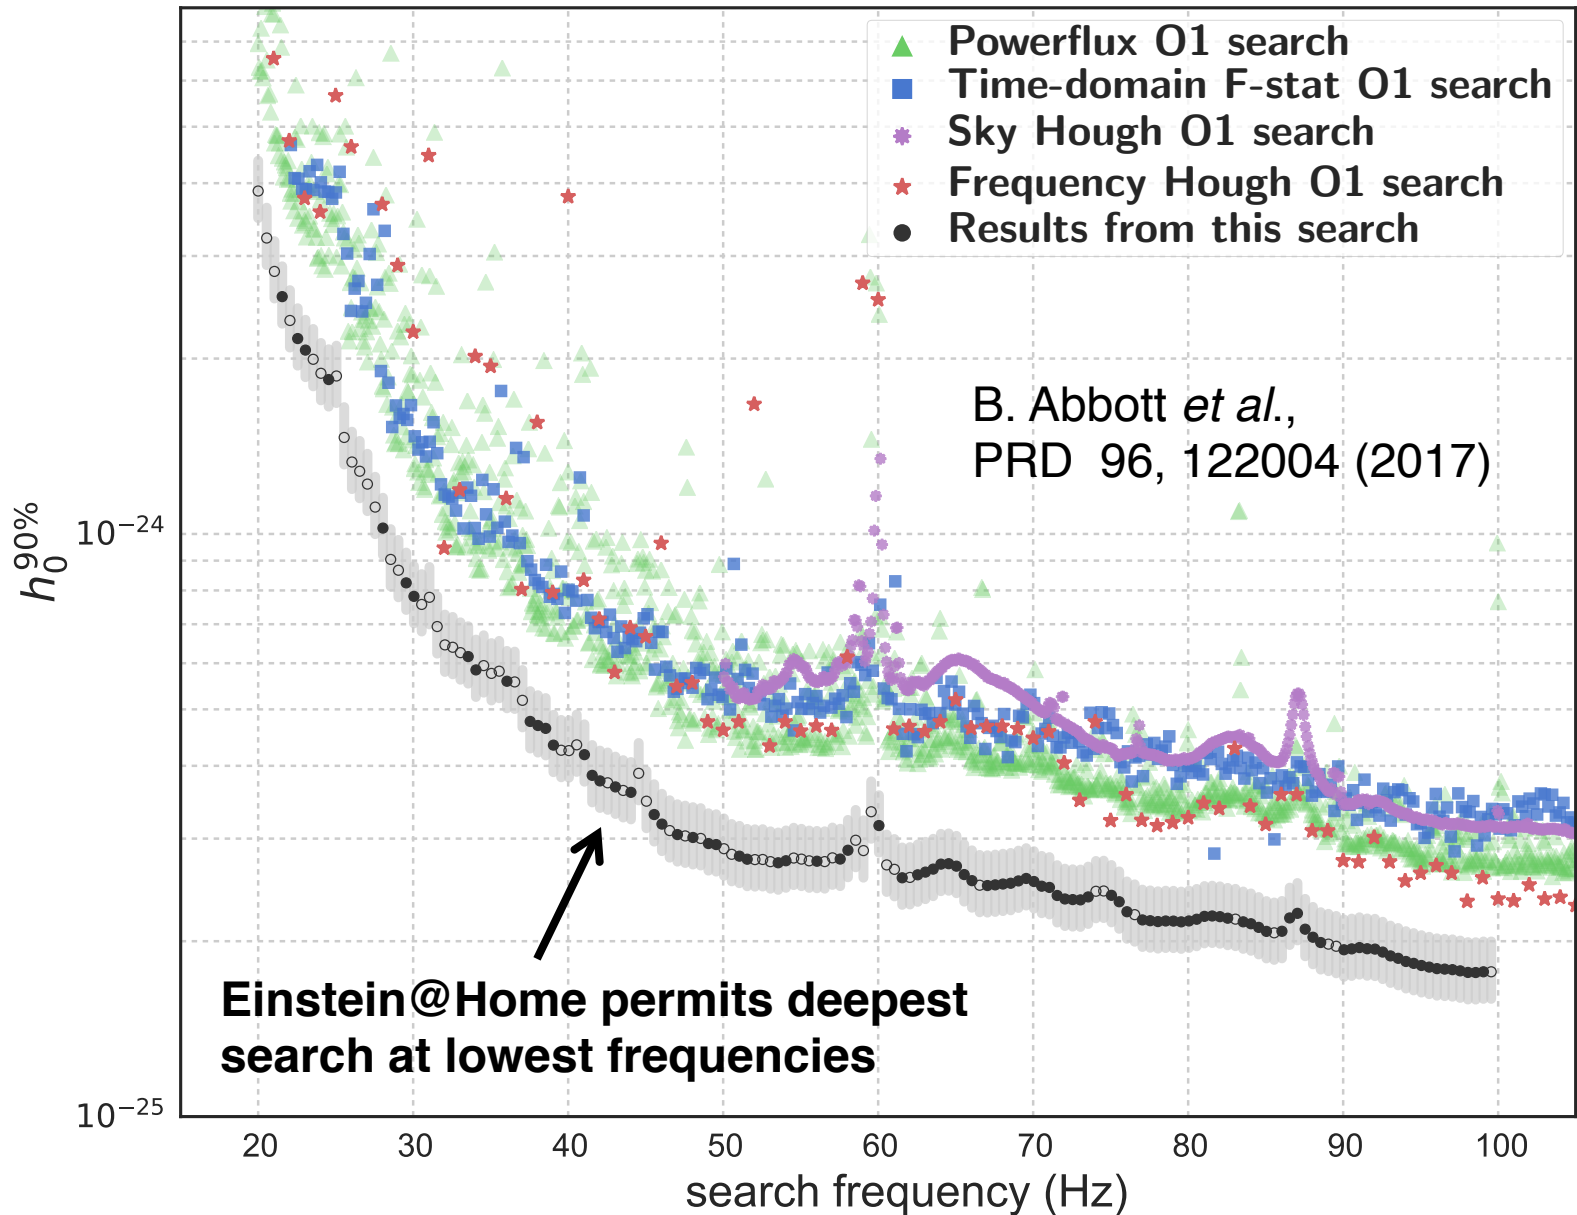 Powerflux O1 search
Time-domain F-stat O1 search
Sky Hough O1 search
Frequency Hough O1 search
Results from this search
B. Abbott et al.,
PRD 96, 122004 (2017)
h_0^{90%}
10^{-24}
10^{-25}
Einstein@Home permits deepest
search at lowest frequencies
20 30 40 50 60 70 80 90 100
search frequency (Hz)